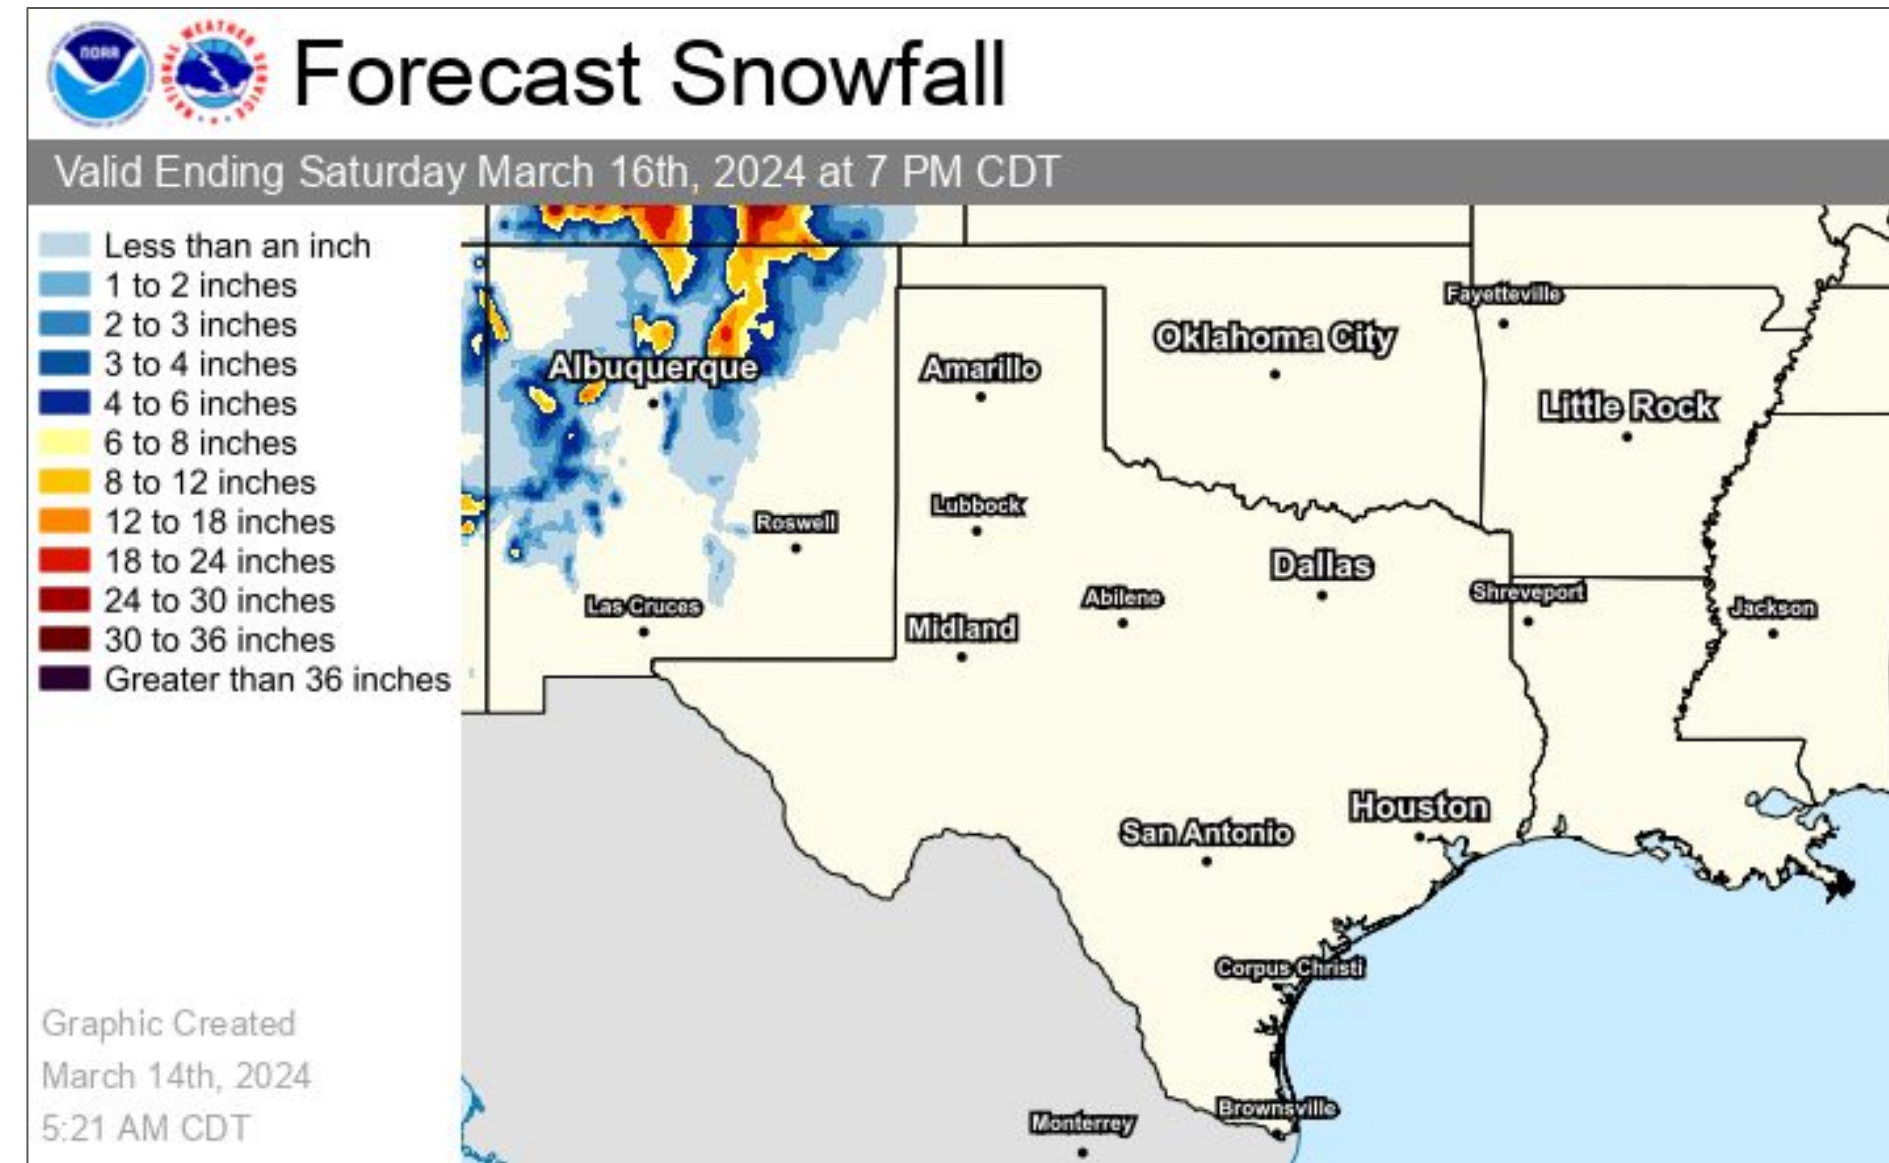 NOAA
NATIONAL WEATHER SERVICE
Forecast Snowfall
Valid Ending Saturday March 16th, 2024 at 7 PM CDT
Less than an inch
1 to 2 inches
2 to 3 inches
3 to 4 inches
4 to 6 inches
6 to 8 inches
8 to 12 inches
12 to 18 inches
18 to 24 inches
24 to 30 inches
30 to 36 inches
Greater than 36 inches
Graphic Created
March 14th, 2024
5:21 AM CDT
Fayetteville
Oklahoma City
Albuquerque
Amarillo
Little Rock
Lubbock
Roswell
Dallas
Shreveport
Abilene
Las Cruces
Jackson
Midland
Houston
San Antonio
Corpus Christi
Brownsville
Monterrey